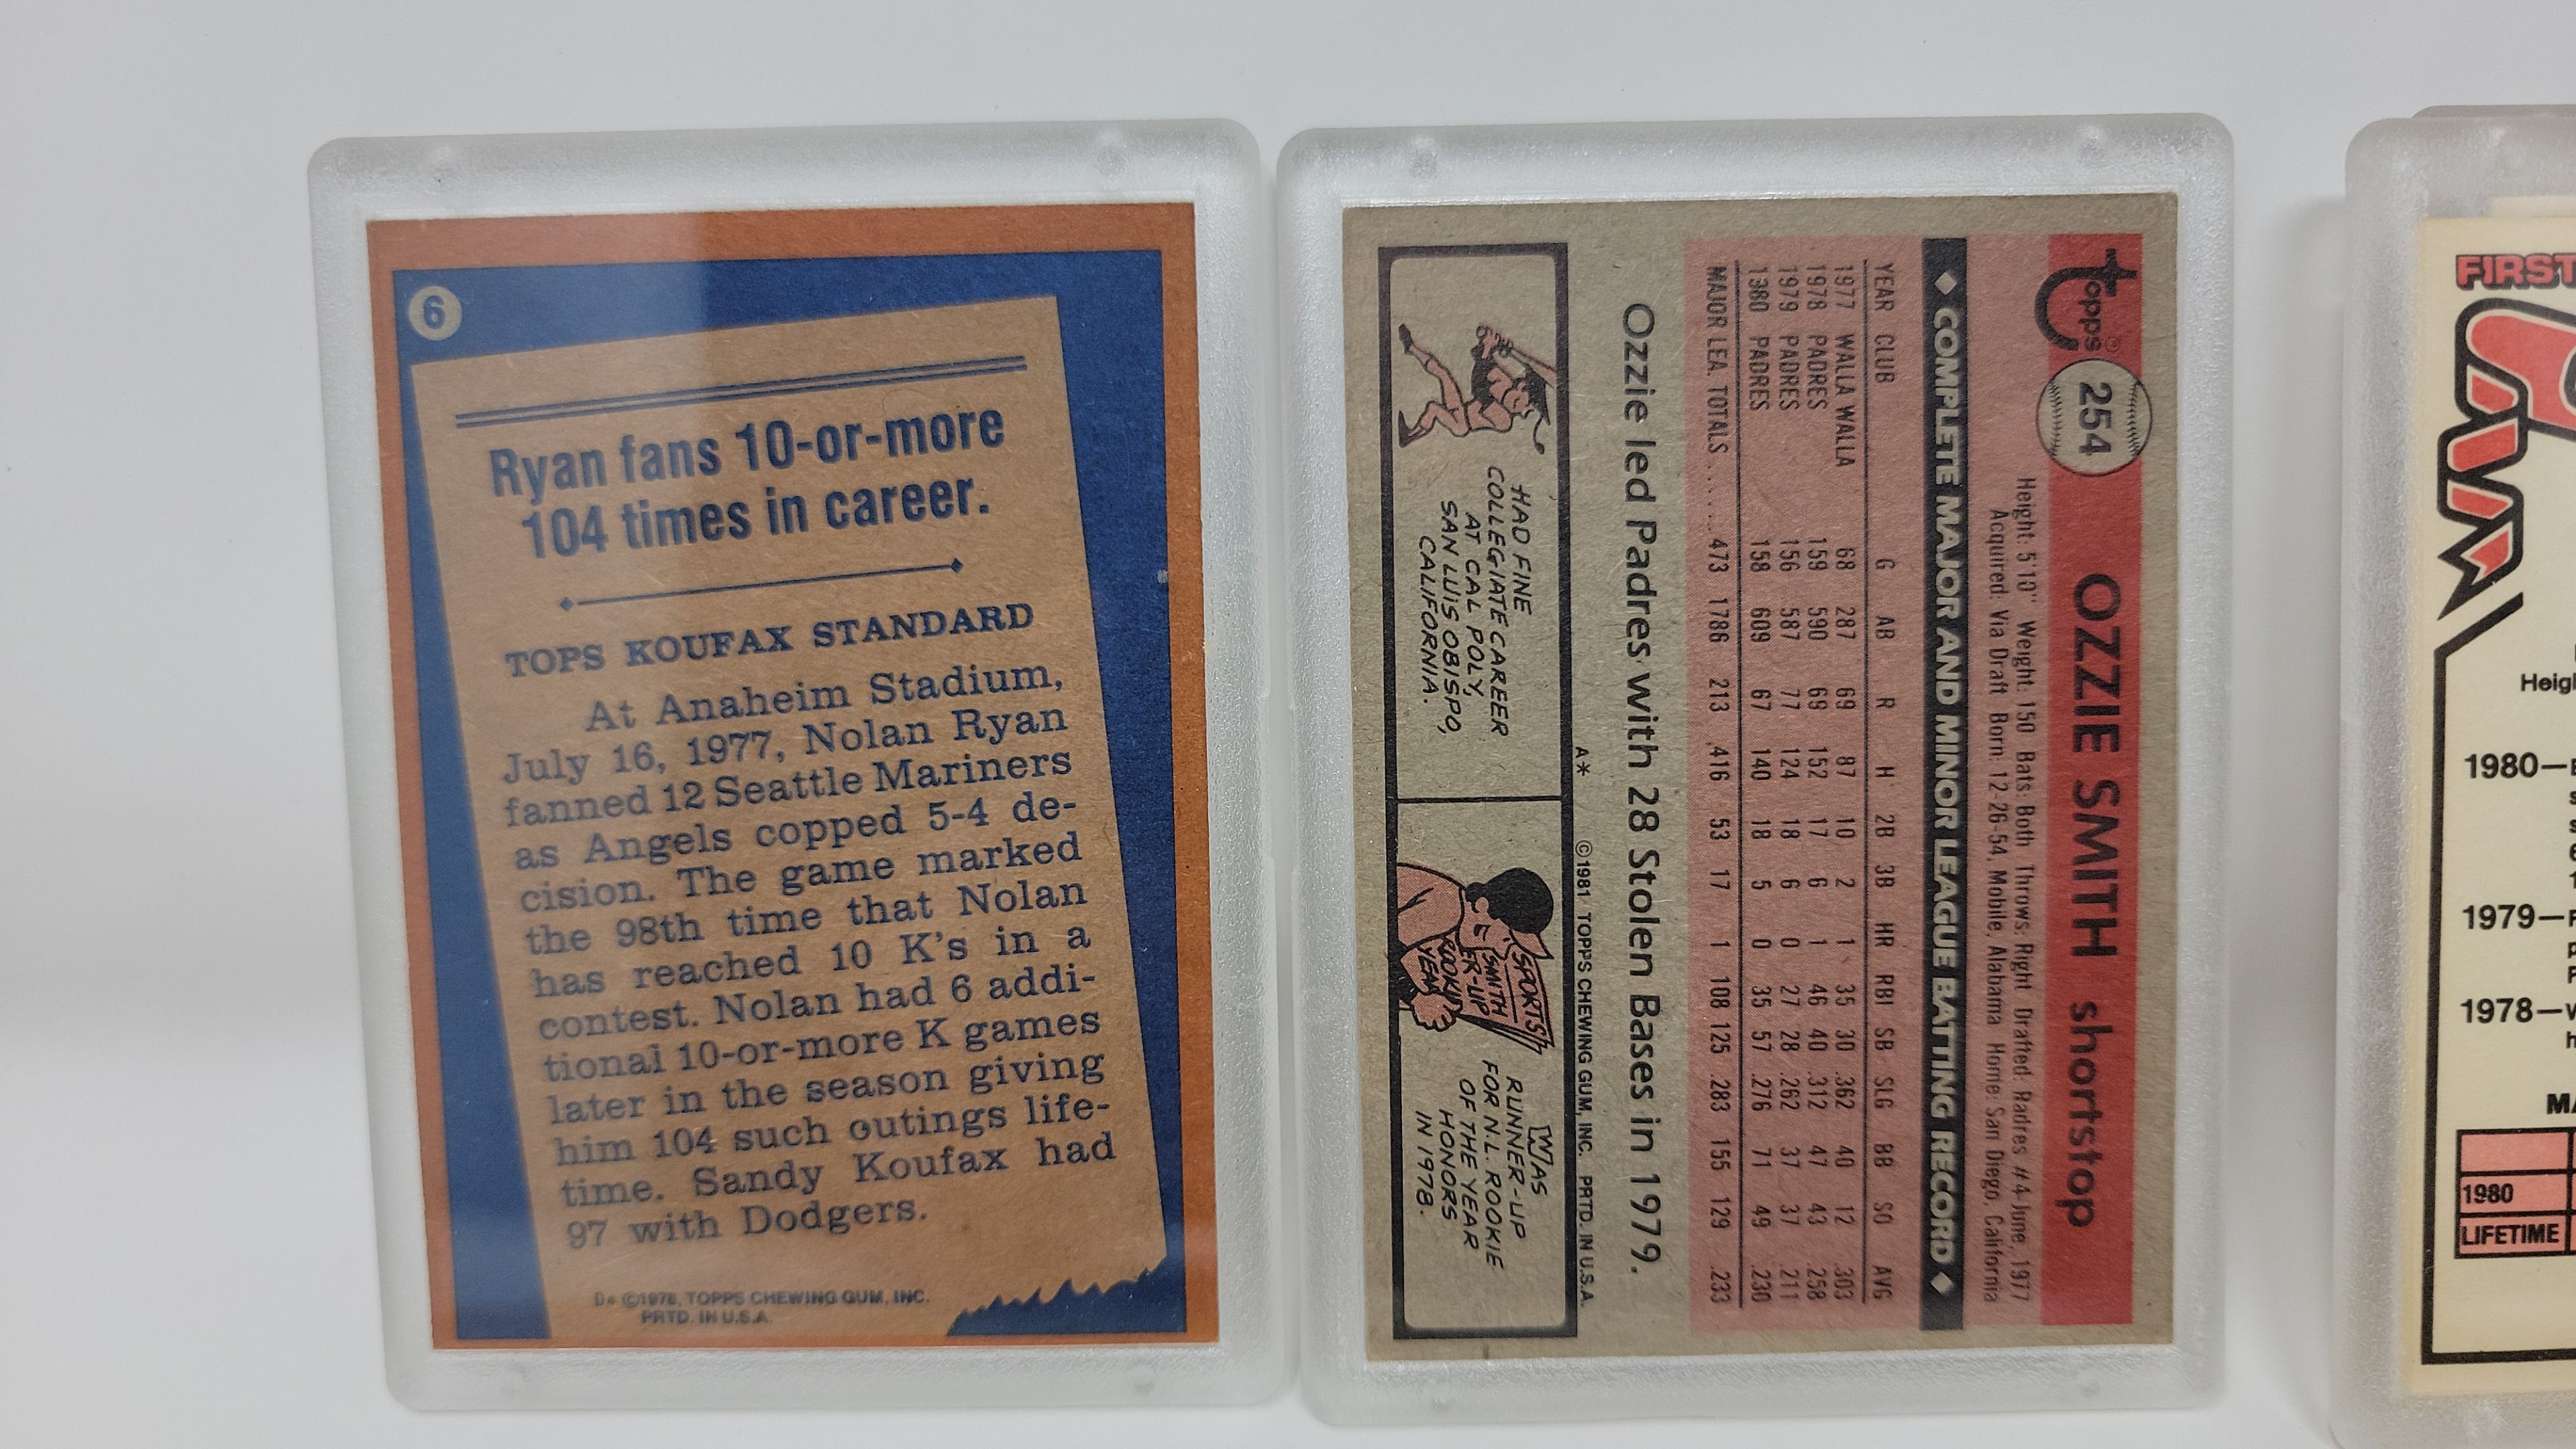 6
Ryan fans 10-or-more
104 times in career.
TOPS KOUFAX STANDARD
At Anaheim Stadium,
July 16, 1977, Nolan Ryan
fanned 12 Seattle Mariners
as Angels copped 5-4 de-
cision. The game marked
the 98th time that Nolan
has reached 10 K's in a
contest. Nolan had 6 addi-
tional 10-or-more K games
later in the season giving
him 104 such outings life-
time. Sandy Koufax had
97 with Dodgers.
D* ©1978, TOPPS CHEWING GUM, INC.
PRTD. IN U.S.A.
topps®
254
OZZIE SMITH shortstop
Height: 5'10" Weight: 150 Bats: Both Throws: Right Drafted: Padres #4 June, 1977
Acquired: Via Draft Born: 12-26-54, Mobile, Alabama Home: San Diego, California
◆ COMPLETE MAJOR AND MINOR LEAGUE BATTING RECORD ◆
YEAR CLUB G AB R H 2B 3B HR RBI SB SLG BB SO AVG
1977 WALLA WALLA 68 287 69 87 10 2 1 35 30 .362 40 12 .303
1978 PADRES 159 590 69 152 17 6 1 46 40 .312 47 43 .258
1979 PADRES 156 587 77 124 18 6 0 27 28 .262 37 37 .211
1980 PADRES 158 609 67 140 18 5 0 35 57 .276 71 49 .230
MAJOR LEA. TOTALS ..... 473 1786 213 416 53 17 1 108 125 .283 155 129 .233
Ozzie led Padres with 28 Stolen Bases in 1979.
A* ©1981 TOPPS CHEWING GUM, INC. PRTD. IN U.S.A.
HAD FINE
COLLEGIATE CAREER
AT CAL POLY,
SAN LUIS OBISPO,
CALIFORNIA.
SPORTS
SMITH
ER-UP
ROOKI
YEAR
WAS
RUNNER-UP
FOR N.L. ROOKIE
OF THE YEAR
HONORS
IN 1978.
FIRST
Heig
1980—
1979—
1978—
MA
1980
LIFETIME